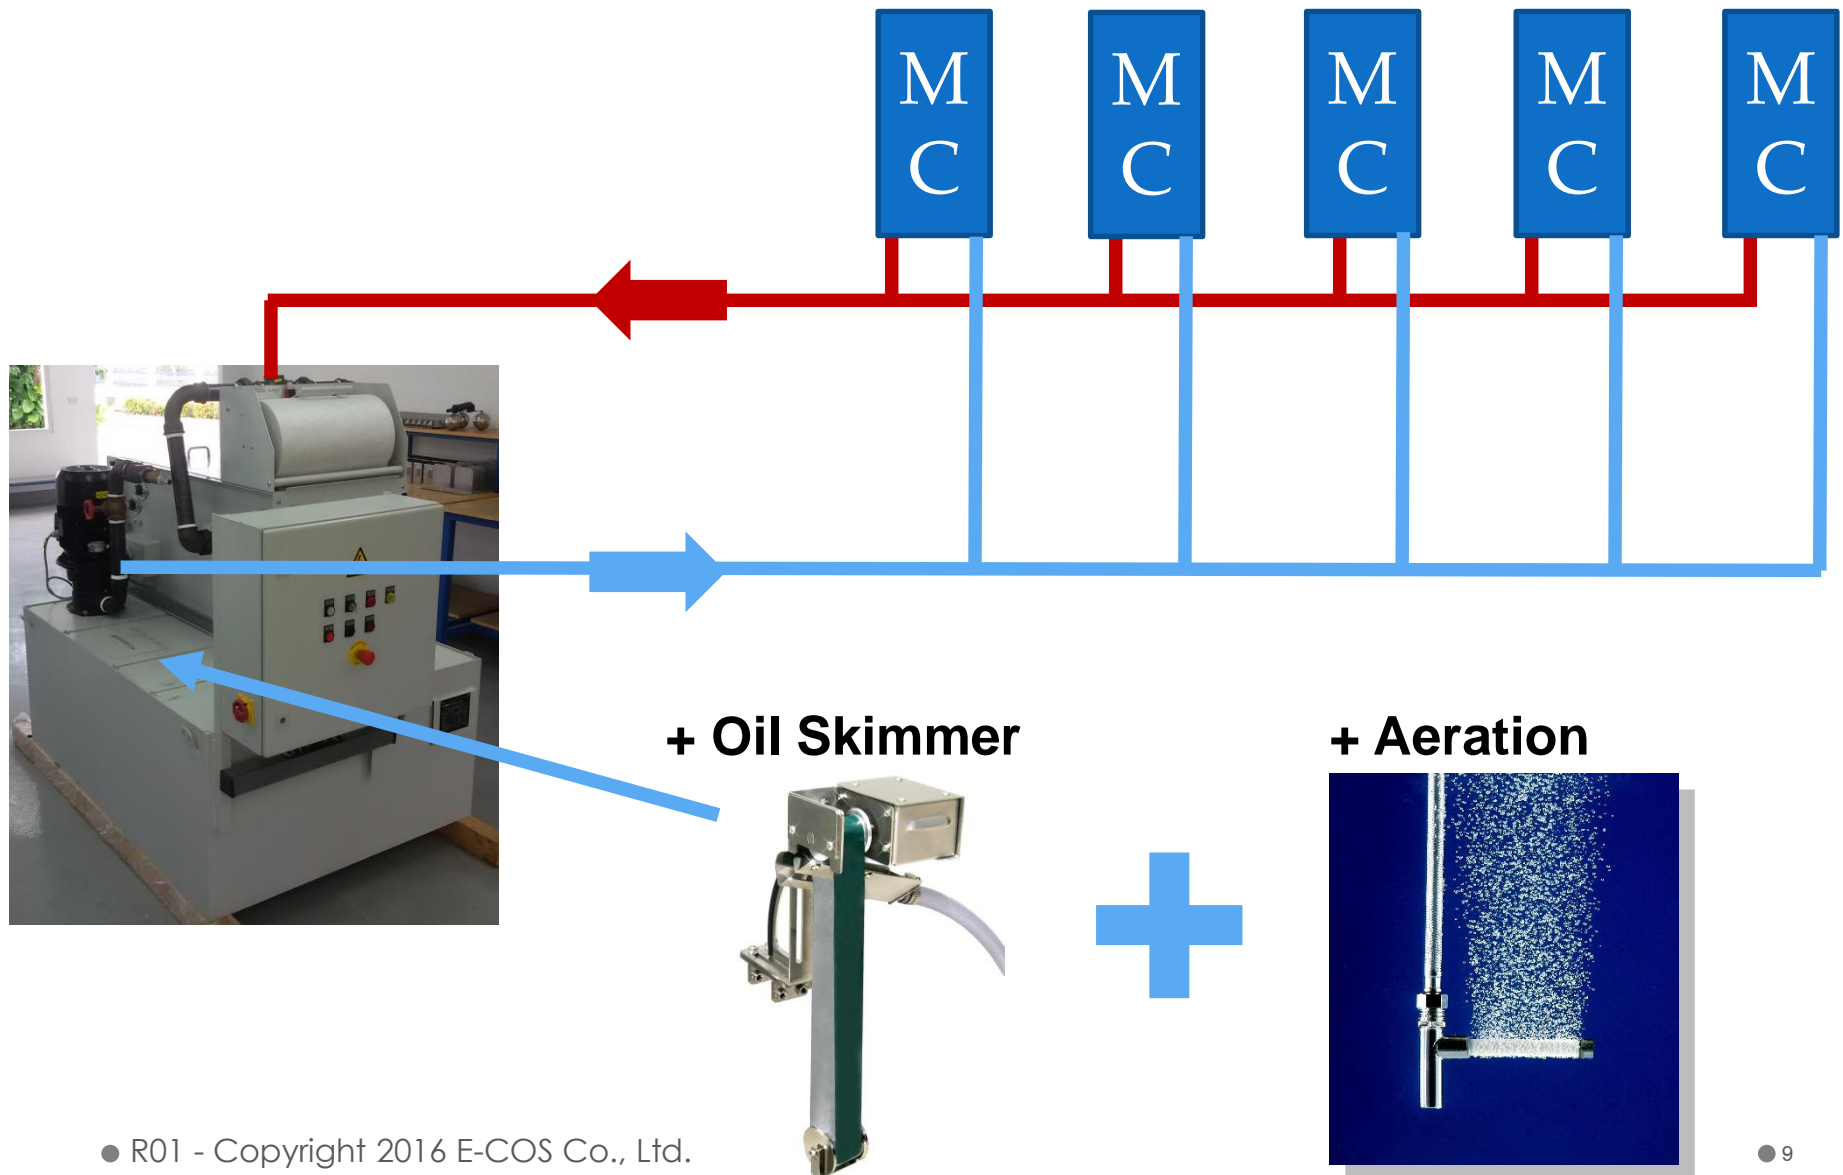 M M M M M
C C C C C
+ Oil Skimmer
+ Aeration
R01 - Copyright 2016 E-COS Co., Ltd.
9